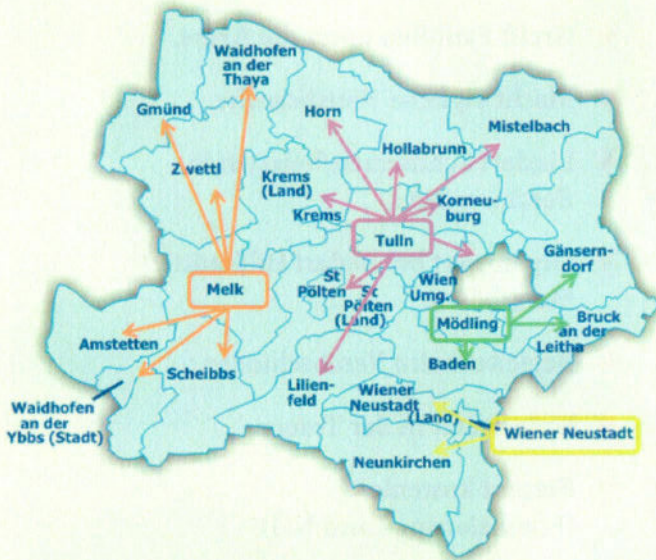 Waidhofen
an der
Thaya
Gmünd
Horn
Mistelbach
Hollabrunn
Zwettl
Krems
(Land)
Krems
Korneu-
burg
Tulln
Gänsern-
dorf
St
Pölten
Wien
Umg.
Melk
St
Pölten
(Land)
Mödling
Bruck
an der
Leitha
Amstetten
Scheibbs
Baden
Lilien-
feld
Wiener
Neustadt
(Land)
Waidhofen
an der
Ybbs (Stadt)
Wiener Neustadt
Neunkirchen